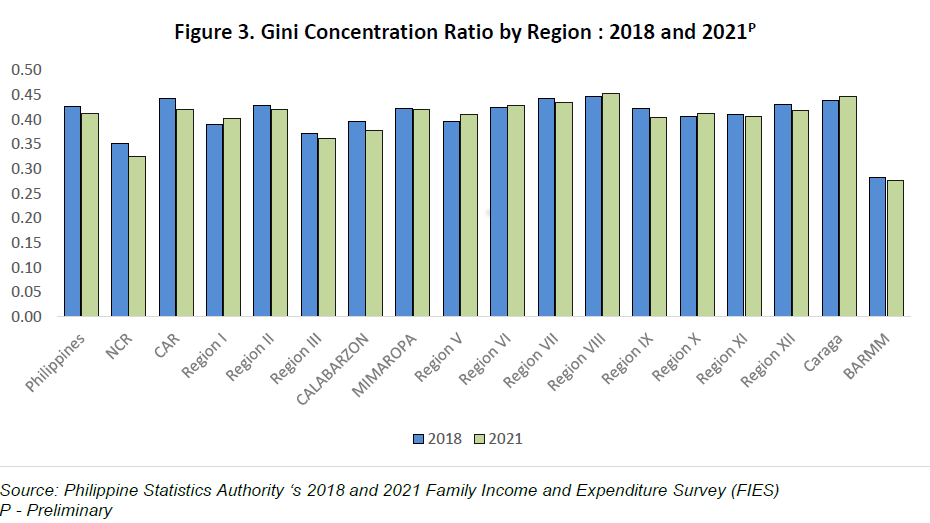 Figure 3. Gini Concentration Ratio by Region : 2018 and 2021ᴾ
0.50
0.45
0.40
0.35
0.30
0.25
0.20
0.15
0.10
0.05
0.00
Philippines
NCR
CAR
Region I
Region II
Region III
CALABARZON
MIMAROPA
Region V
Region VI
Region VII
Region VIII
Region IX
Region X
Region XI
Region XII
Caraga
BARMM
2018 2021
Source: Philippine Statistics Authority ‘s 2018 and 2021 Family Income and Expenditure Survey (FIES)
P - Preliminary